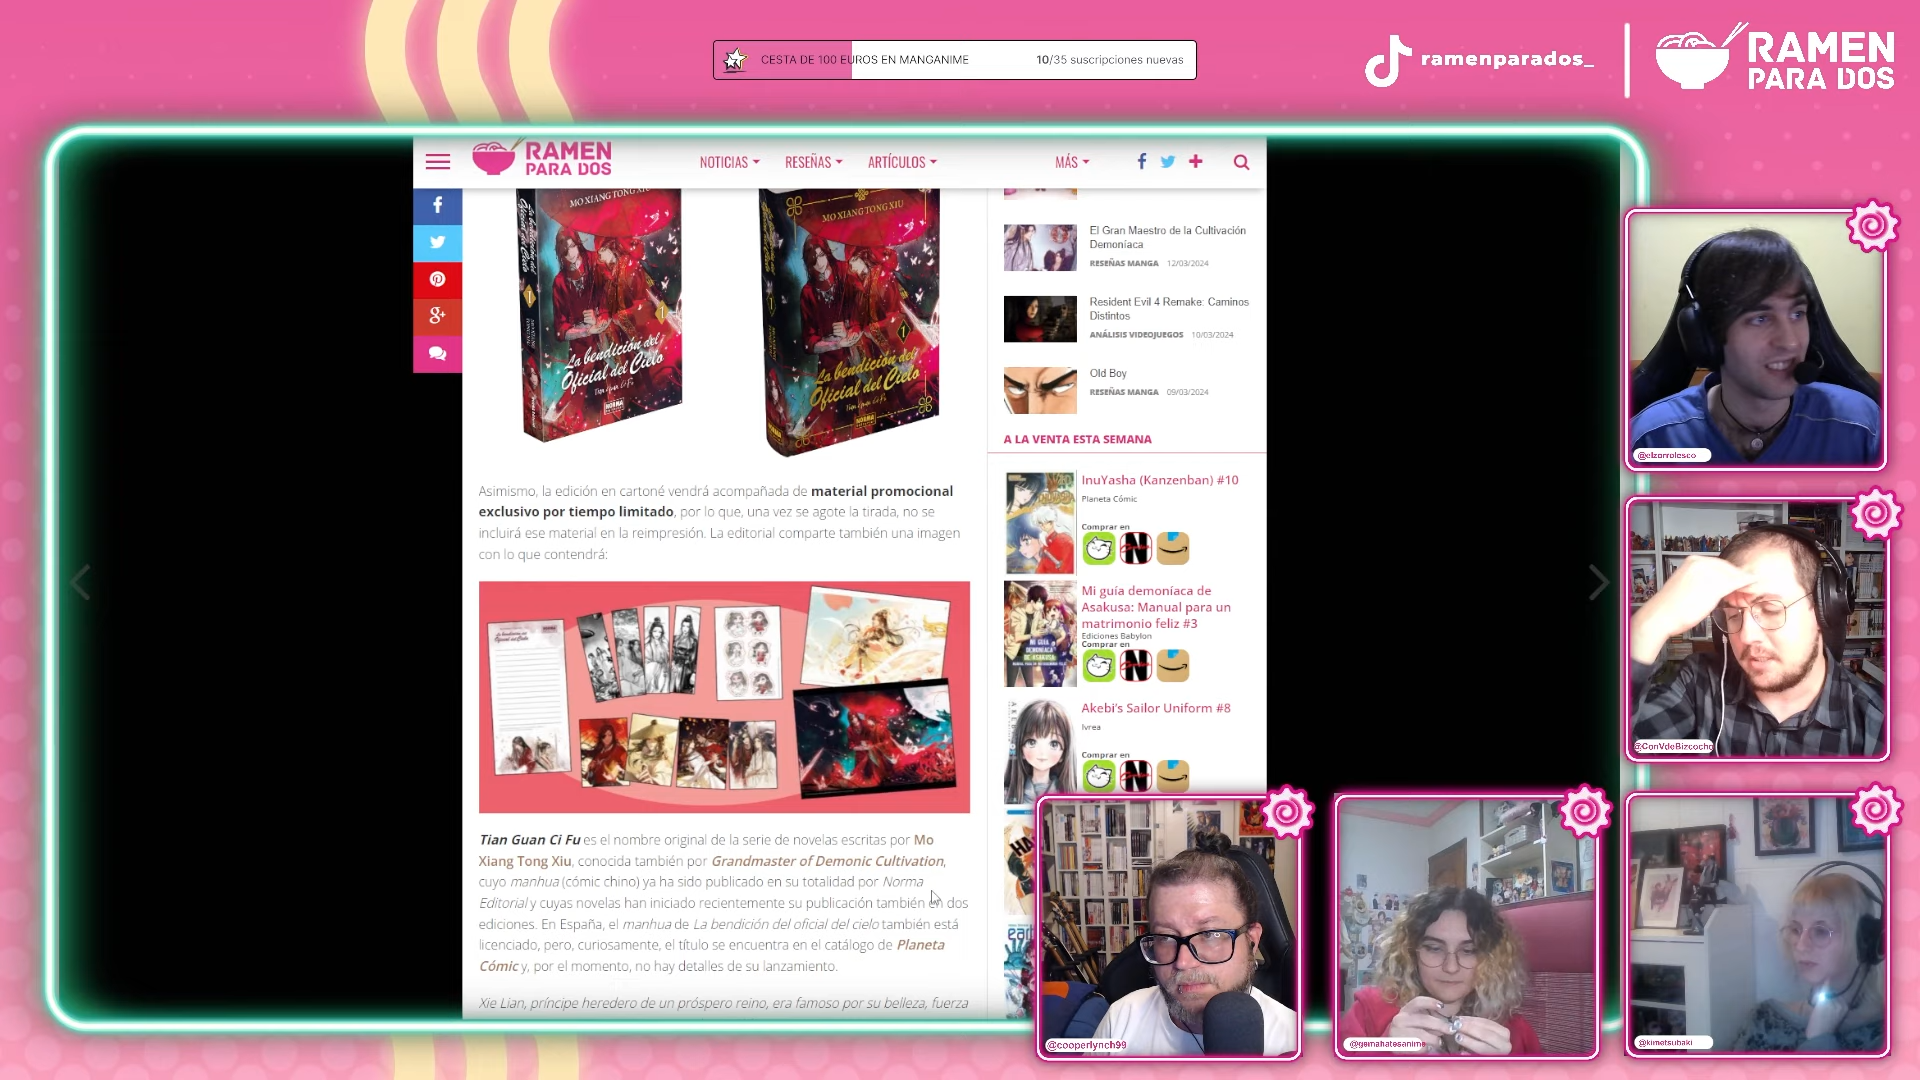 CESTA DE 100 EUROS EN MANGANIME
10/35 suscripciones nuevas
ramenparados_
RAMEN
PARA DOS
RAMEN
PARA DOS
NOTICIAS
RESEÑAS
ARTÍCULOS
MÁS
MO XIANG TONG XIU
La bendición del
Oficial del Cielo
1
NORMA
MO XIANG TONG XIU
La bendición del
Oficial del Cielo
1
NORMA
Asimismo, la edición en cartoné vendrá acompañada de material promocional
exclusivo por tiempo limitado, por lo que, una vez se agote la tirada, no se
incluirá ese material en la reimpresión. La editorial comparte también una imagen
con lo que contendrá:
Tian Guan Ci Fu es el nombre original de la serie de novelas escritas por Mo
Xiang Tong Xiu, conocida también por Grandmaster of Demonic Cultivation,
cuyo manhua (cómic chino) ya ha sido publicado en su totalidad por Norma
Editorial y cuyas novelas han iniciado recientemente su publicación también en dos
ediciones. En España, el manhua de La bendición del oficial del cielo también está
licenciado, pero, curiosamente, el título se encuentra en el catálogo de Planeta
Cómic y, por el momento, no hay detalles de su lanzamiento.
Xie Lian, príncipe heredero de un próspero reino, era famoso por su belleza, fuerza
El Gran Maestro de la Cultivación
Demoníaca
RESEÑAS MANGA 12/03/2024
Resident Evil 4 Remake: Caminos
Distintos
ANÁLISIS VIDEOJUEGOS 10/03/2024
Old Boy
RESEÑAS MANGA 09/03/2024
A LA VENTA ESTA SEMANA
InuYasha (Kanzenban) #10
Planeta Cómic
Comprar en
Mi guía demoníaca de
Asakusa: Manual para un
matrimonio feliz #3
Ediciones Babylon
Comprar en
Akebi's Sailor Uniform #8
Ivrea
Comprar en
@elzorrolesco
@ConVdeBizcocho
@cooperlynch99
@gemahatesanime
@kimetsubaki